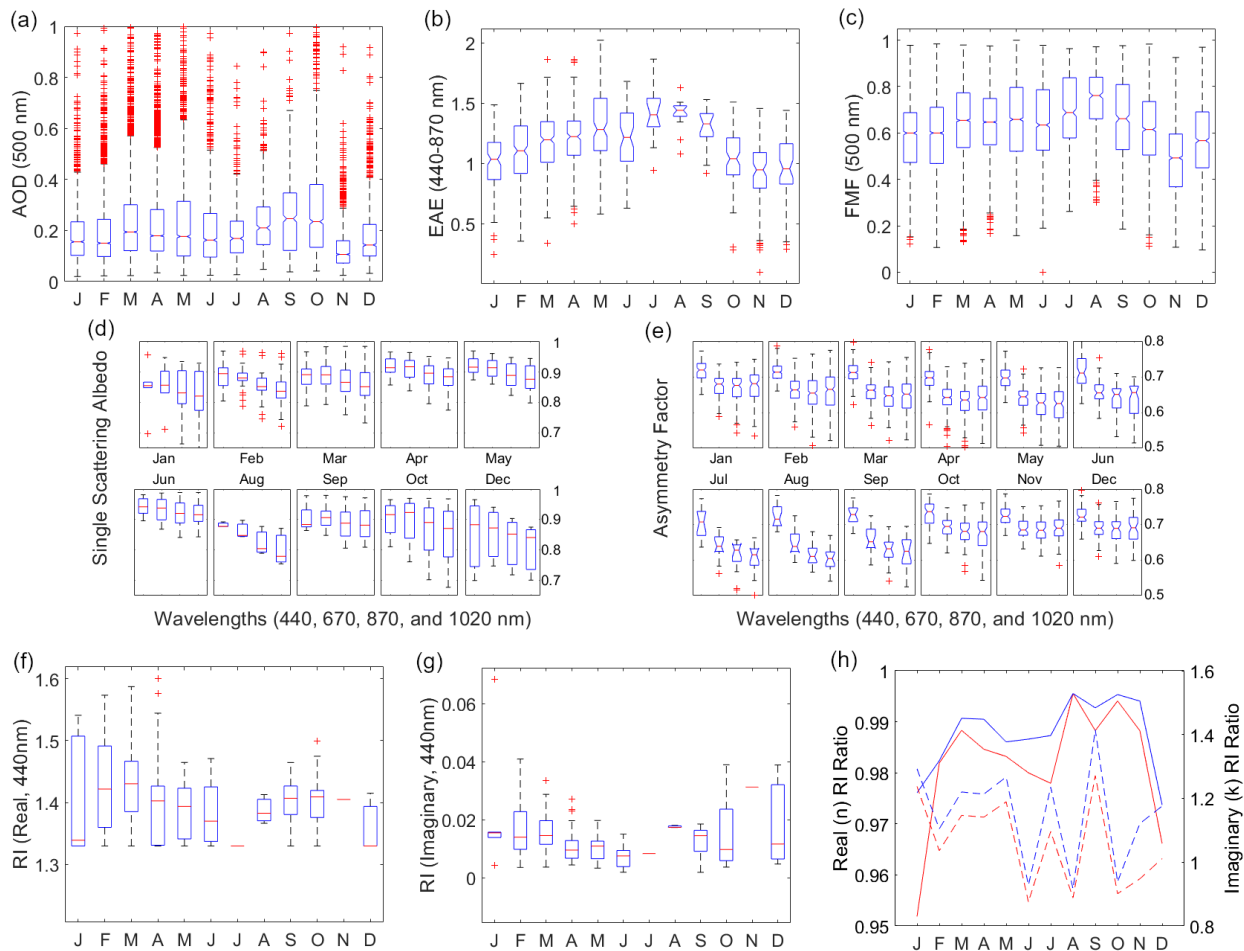 (a)
AOD (500 nm)
1
0.8
0.6
0.4
0.2
0
J F M A M J J A S O N D
(b)
EAE (440-870 nm)
2
1.5
1
0.5
J F M A M J J A S O N D
(c)
FMF (500 nm)
1
0.8
0.6
0.4
0.2
0
J F M A M J J A S O N D
(d)
Single Scattering Albedo
1
0.9
0.8
0.7
Jan Feb Mar Apr May
Jun Aug Sep Oct Dec
1
0.9
0.8
0.7
Wavelengths (440, 670, 870, and 1020 nm)
(e)
Asymmetry Factor
0.8
0.7
0.6
0.5
Jan Feb Mar Apr May Jun
Jul Aug Sep Oct Nov Dec
0.8
0.7
0.6
0.5
Wavelengths (440, 670, 870, and 1020 nm)
(f)
RI (Real, 440nm)
1.6
1.5
1.4
1.3
J F M A M J J A S O N D
(g)
RI (Imaginary, 440nm)
0.06
0.04
0.02
0
J F M A M J J A S O N D
(h)
Real (n) RI Ratio
1
0.99
0.98
0.97
0.96
0.95
J F M A M J J A S O N D
1.6
1.4
1.2
1
0.8
Imaginary (k) RI Ratio